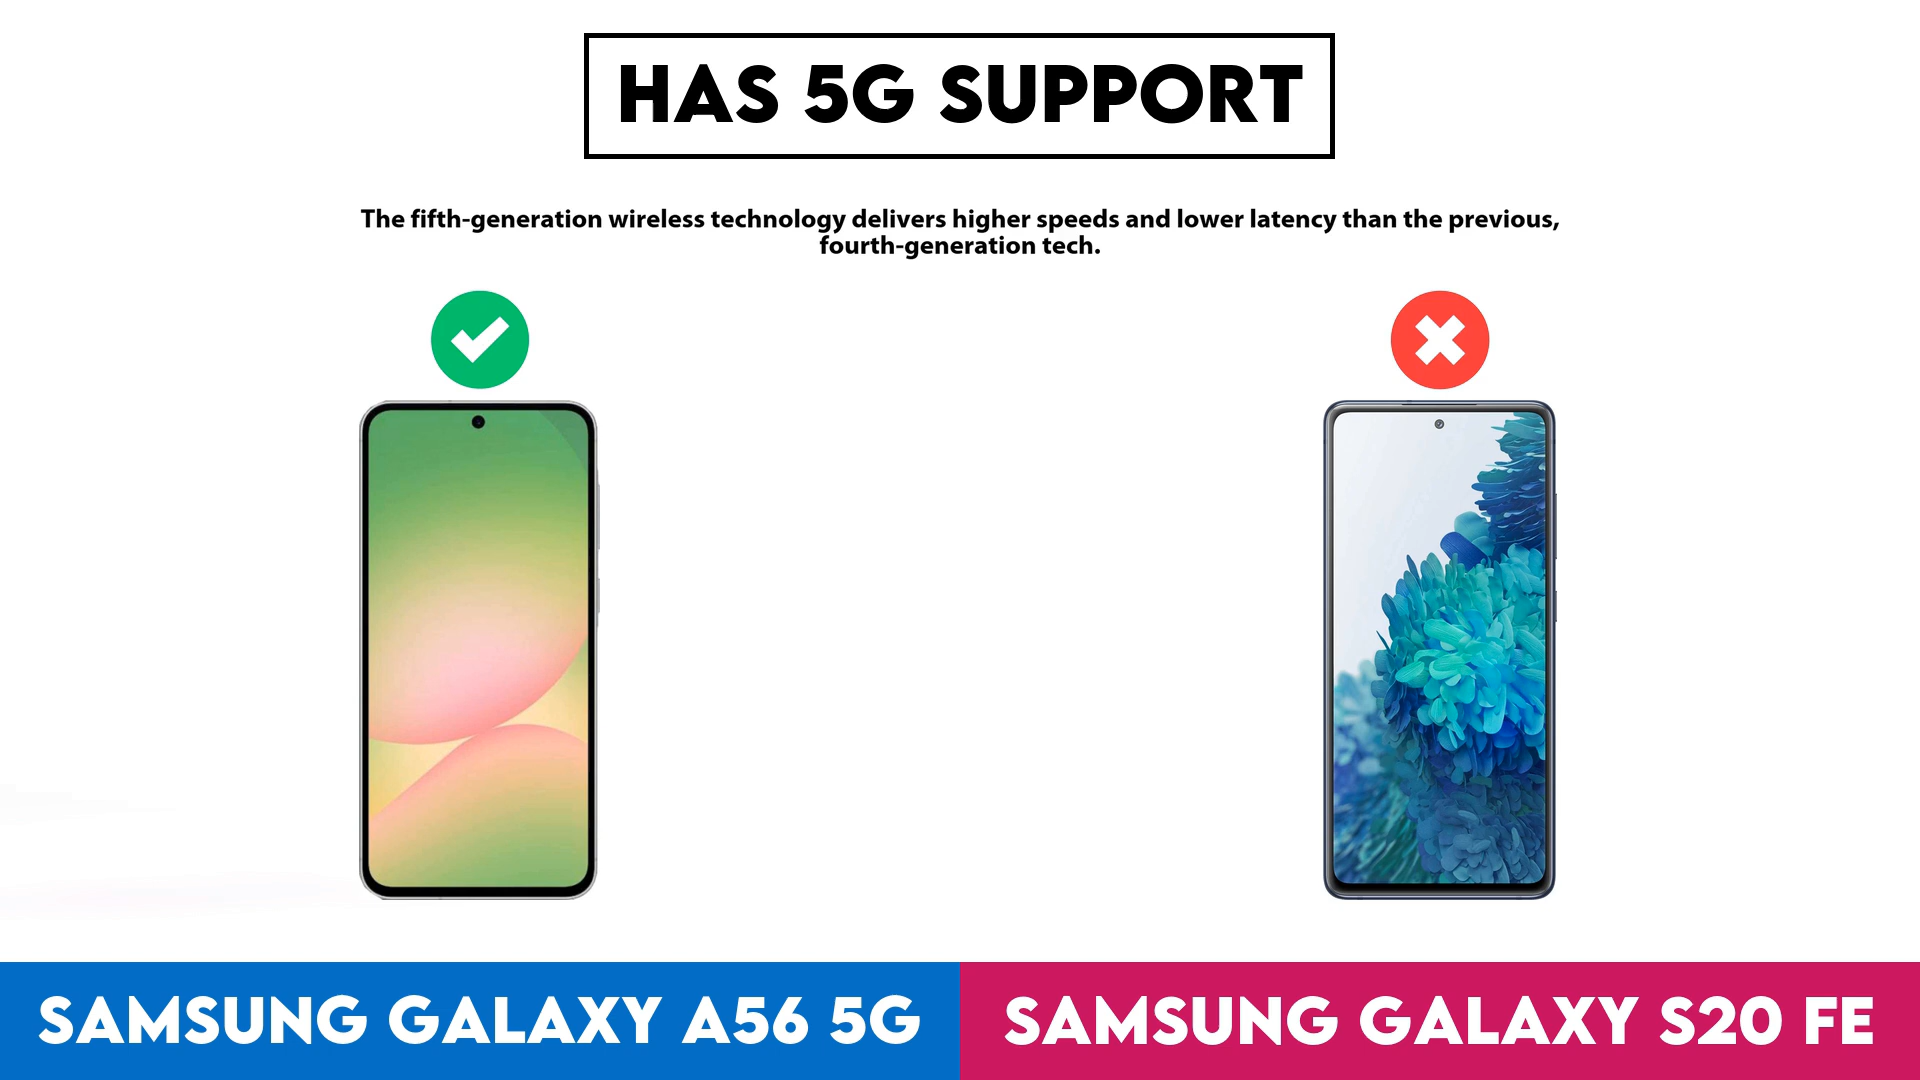 HAS 5G SUPPORT
The fifth-generation wireless technology delivers higher speeds and lower latency than the previous,
fourth-generation tech.
SAMSUNG GALAXY A56 5G
SAMSUNG GALAXY S20 FE